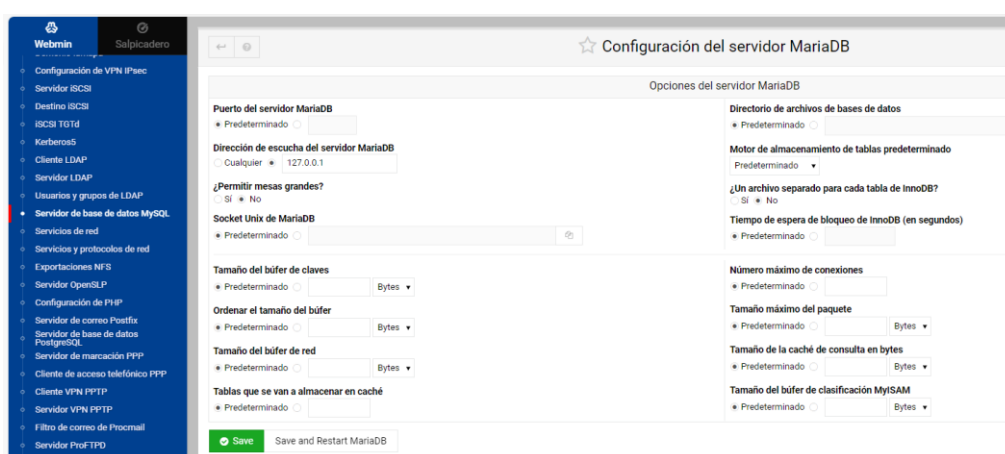 Webmin
Salpicadero
Configuración de VPN IPsec
Servidor iSCSI
Destino iSCSI
iSCSI TGTd
Kerberos5
Cliente LDAP
Servidor LDAP
Usuarios y grupos de LDAP
Servidor de base de datos MySQL
Servicios de red
Servicios y protocolos de red
Exportaciones NFS
Servidor OpenSLP
Configuración de PHP
Servidor de correo Postfix
Servidor de base de datos
PostgreSQL
Servidor de marcación PPP
Cliente de acceso telefónico PPP
Cliente VPN PPTP
Servidor VPN PPTP
Filtro de correo de Procmail
Servidor ProFTPD
Configuración del servidor MariaDB
Opciones del servidor MariaDB
Puerto del servidor MariaDB
Predeterminado
Dirección de escucha del servidor MariaDB
Cualquier 127.0.0.1
¿Permitir mesas grandes?
Sí No
Socket Unix de MariaDB
Predeterminado
Directorio de archivos de bases de datos
Predeterminado
Motor de almacenamiento de tablas predeterminado
Predeterminado
¿Un archivo separado para cada tabla de InnoDB?
Sí No
Tiempo de espera de bloqueo de InnoDB (en segundos)
Predeterminado
Tamaño del búfer de claves
Predeterminado Bytes
Ordenar el tamaño del búfer
Predeterminado Bytes
Tamaño del búfer de red
Predeterminado Bytes
Tablas que se van a almacenar en caché
Predeterminado
Número máximo de conexiones
Predeterminado
Tamaño máximo del paquete
Predeterminado Bytes
Tamaño de la caché de consulta en bytes
Predeterminado Bytes
Tamaño del búfer de clasificación MyISAM
Predeterminado Bytes
Save
Save and Restart MariaDB